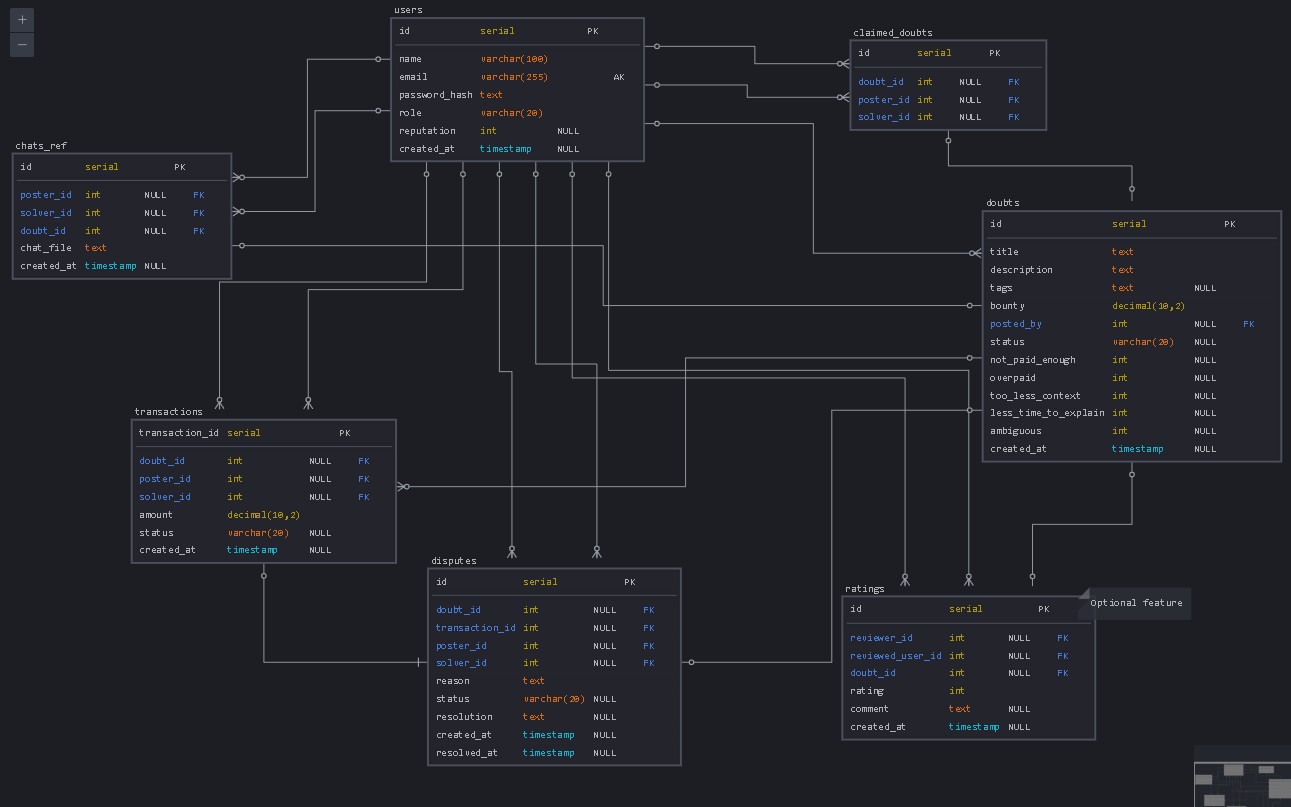 +
−
users
id serial PK
name varchar(100)
email varchar(255) AK
password_hash text
role varchar(20)
reputation int NULL
created_at timestamp NULL
claimed_doubts
id serial PK
doubt_id int NULL FK
poster_id int NULL FK
solver_id int NULL FK
chats_ref
id serial PK
poster_id int NULL FK
solver_id int NULL FK
doubt_id int NULL FK
chat_file text
created_at timestamp NULL
doubts
id serial PK
title text
description text
tags text NULL
bounty decimal(10,2)
posted_by int NULL FK
status varchar(20) NULL
not_paid_enough int NULL
overpaid int NULL
too_less_context int NULL
less_time_to_explain int NULL
ambiguous int NULL
created_at timestamp NULL
transactions
transaction_id serial PK
doubt_id int NULL FK
poster_id int NULL FK
solver_id int NULL FK
amount decimal(10,2)
status varchar(20) NULL
created_at timestamp NULL
disputes
id serial PK
doubt_id int NULL FK
transaction_id int NULL FK
poster_id int NULL FK
solver_id int NULL FK
reason text
status varchar(20) NULL
resolution text NULL
created_at timestamp NULL
resolved_at timestamp NULL
ratings
id serial PK
reviewer_id int NULL FK
reviewed_user_id int NULL FK
doubt_id int NULL FK
rating int
comment text NULL
created_at timestamp NULL
Optional feature